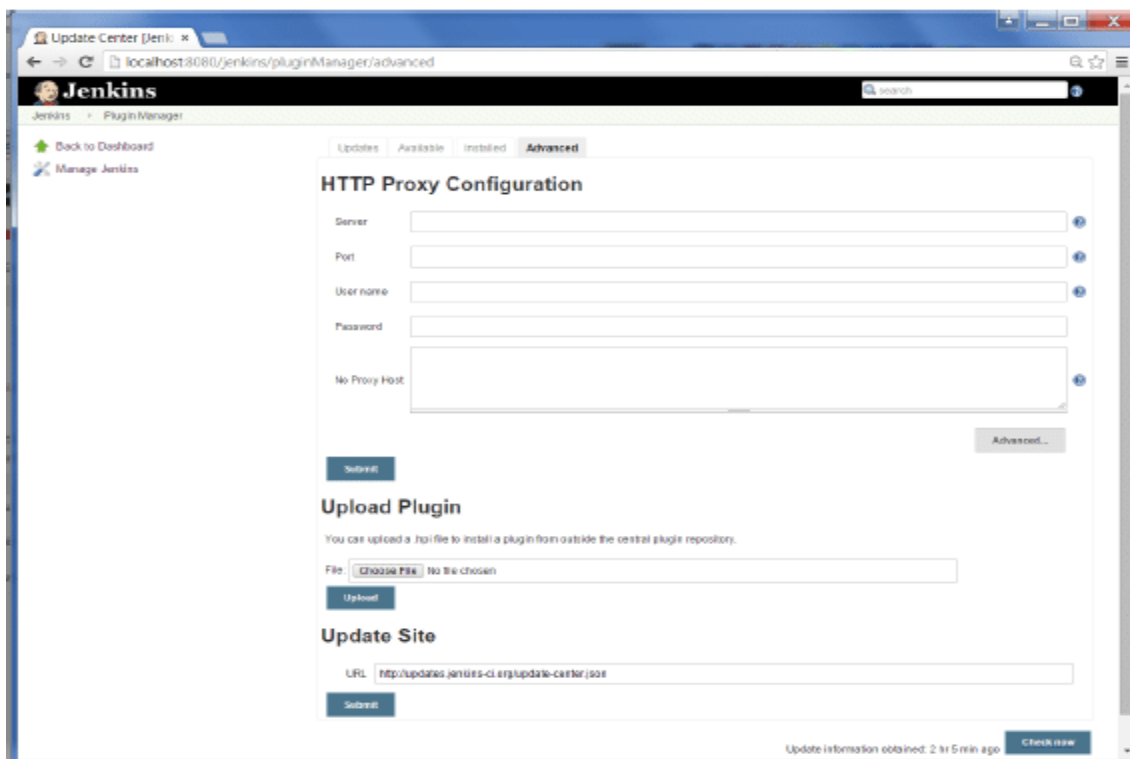 Update Center [Jenk
localhost:8080/jenkins/pluginManager/advanced
Jenkins
search
Jenkins
Plugin Manager
Back to Dashboard
Manage Jenkins
Updates Available Installed Advanced
HTTP Proxy Configuration
Server
Port
User name
Password
No Proxy Host
Advanced...
Submit
Upload Plugin
You can upload a .hpi file to install a plugin from outside the central plugin repository.
File: Choose File No file chosen
Upload
Update Site
URL http://updates.jenkins-ci.org/update-center.json
Submit
Update information obtained: 2 hr 5 min ago Check now